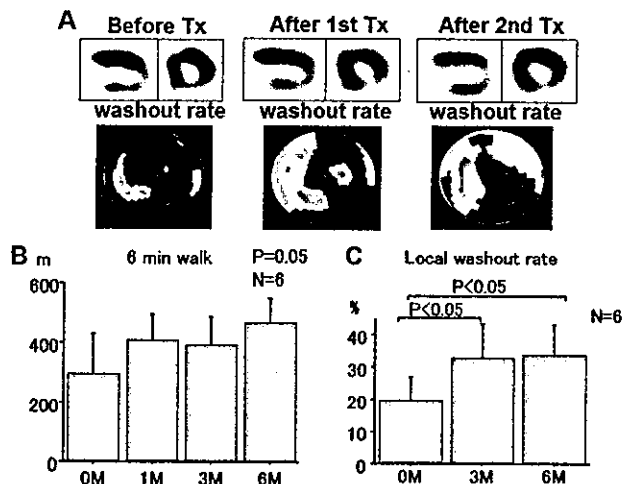 A
Before Tx After 1st Tx After 2nd Tx
washout rate washout rate washout rate
B m 6 min walk P=0.05
N=6
600
400
200
0M 1M 3M 6M
C Local washout rate
P<0.05
% P<0.05 N=6
40
30
20
10
0
0M 3M 6M